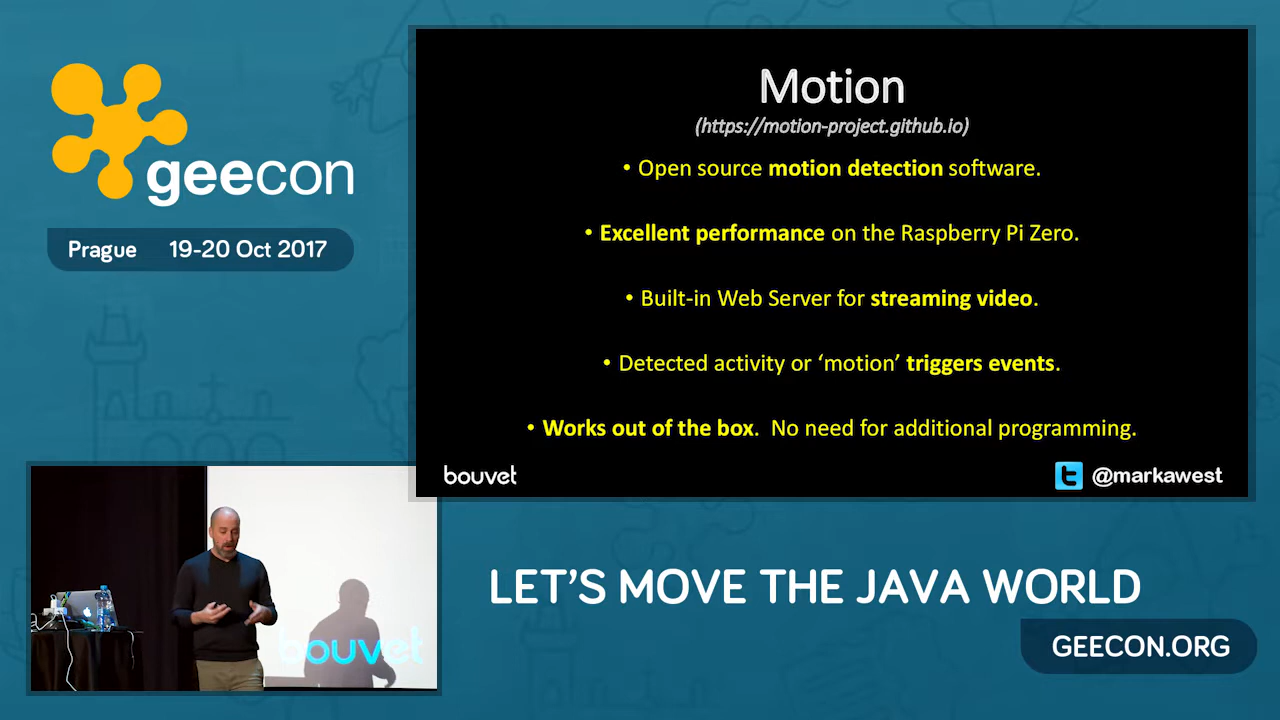 geecon
Prague 19-20 Oct 2017
Motion
(https://motion-project.github.io)
• Open source motion detection software.
• Excellent performance on the Raspberry Pi Zero.
• Built-in Web Server for streaming video.
• Detected activity or ‘motion’ triggers events.
• Works out of the box. No need for additional programming.
bouvet
@markawest
bouvet
LET’S MOVE THE JAVA WORLD
GEECON.ORG